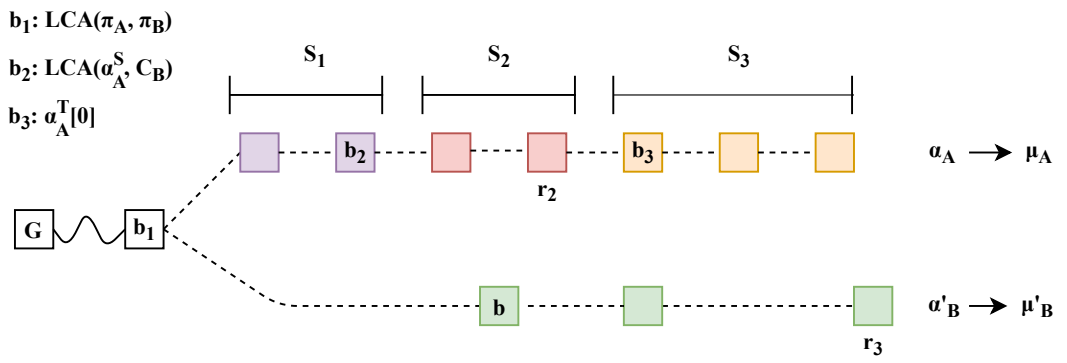 b₁: LCA(π_A, π_B)
b₂: LCA(α_A^S, C_B)
b₃: α_A^T[0]
S₁ S₂ S₃
b₂ b₃ α_A μ_A
r₂
G b₁
b α'_B μ'_B
r₃